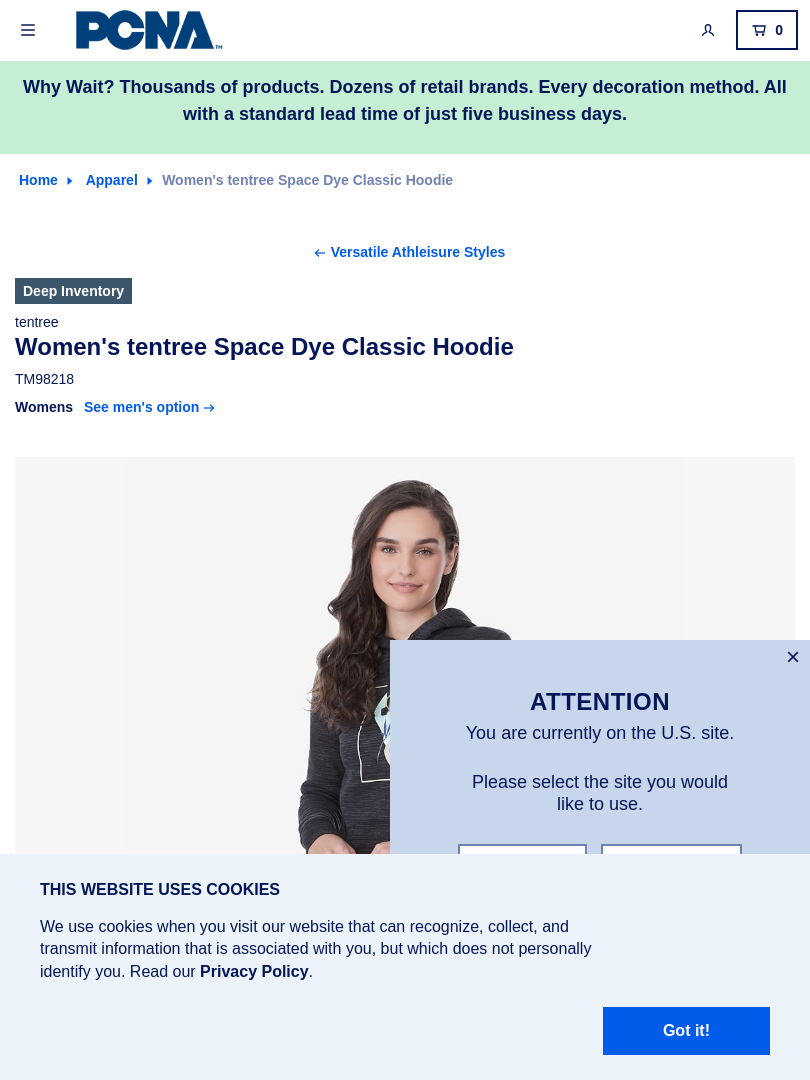 PCNA™
0
Why Wait? Thousands of products. Dozens of retail brands. Every decoration method. All
with a standard lead time of just five business days.
Home Apparel Women's tentree Space Dye Classic Hoodie
← Versatile Athleisure Styles
Deep Inventory
tentree
Women's tentree Space Dye Classic Hoodie
TM98218
Womens See men's option →
ATTENTION
You are currently on the U.S. site.
Please select the site you would
like to use.
THIS WEBSITE USES COOKIES
We use cookies when you visit our website that can recognize, collect, and
transmit information that is associated with you, but which does not personally
identify you. Read our Privacy Policy.
Got it!